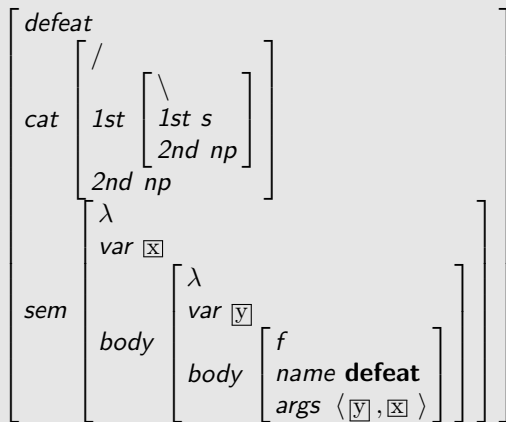 defeat
/
\
cat 1st 1st s
2nd np
2nd np
λ
var x
λ
sem var y
body f
body name defeat
args ⟨ y , x ⟩